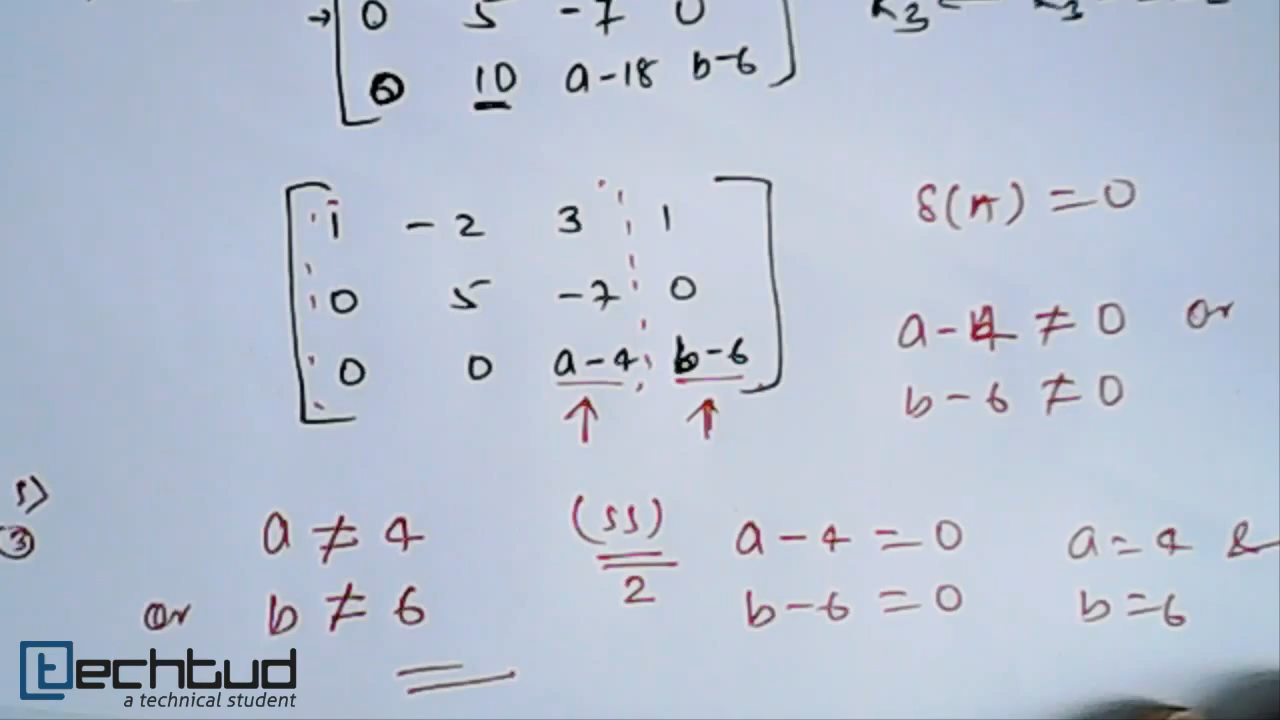 → 0 5 -7 0
0 10 a-18 b-6
1 -2 3 1
0 5 -7 0
0 0 a-4 b-6
↑ ↑
δ(A) = 0
a-4 ≠ 0 or
b-6 ≠ 0
(3)
a ≠ 4
or b ≠ 6
(ss)
2
a-4 = 0
b-6 = 0
a = 4 &
b = 6
techtud
a technical student